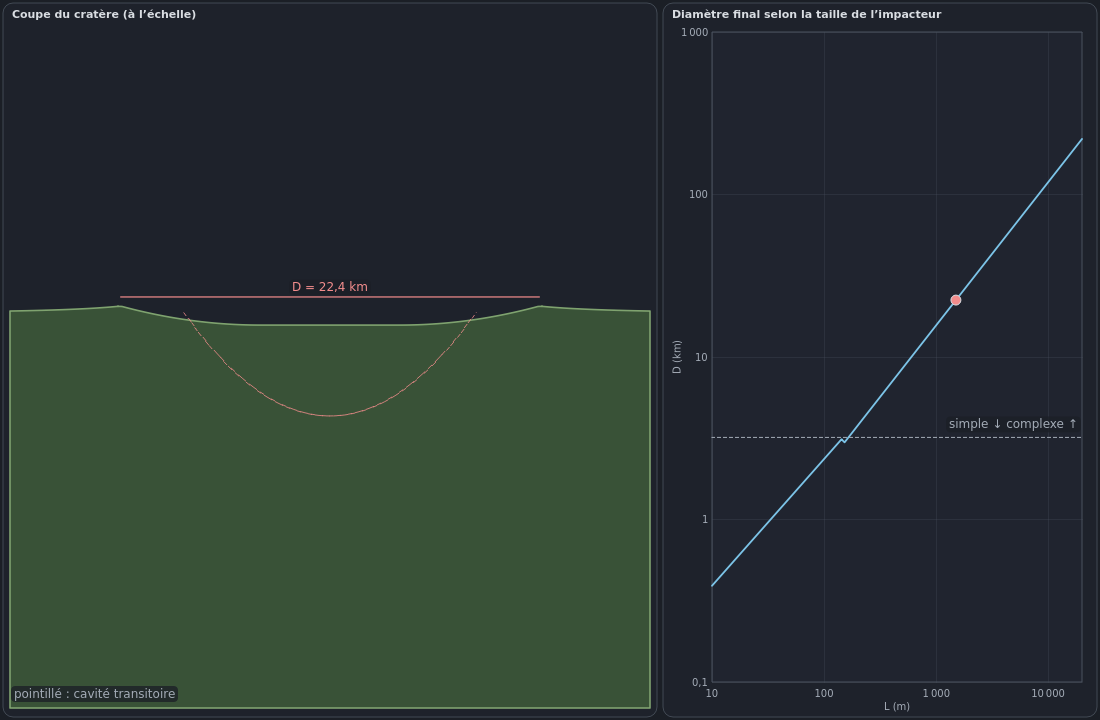 Coupe du cratère (à l’échelle)
D = 22,4 km
pointillé : cavité transitoire
Diamètre final selon la taille de l’impacteur
1 000
100
10
1
0,1
D (km)
simple ↓ complexe ↑
10
100
1 000
10 000
L (m)